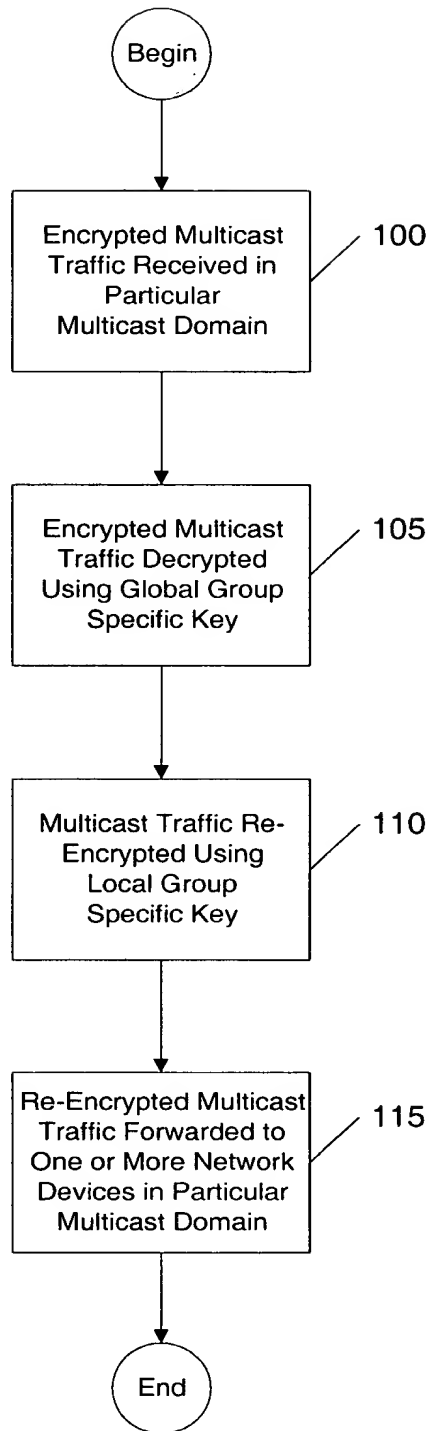 Begin
Encrypted Multicast
Traffic Received in
Particular
Multicast Domain
100
Encrypted Multicast
Traffic Decrypted
Using Global Group
Specific Key
105
Multicast Traffic Re-
Encrypted Using
Local Group
Specific Key
110
Re-Encrypted Multicast
Traffic Forwarded to
One or More Network
Devices in Particular
Multicast Domain
115
End